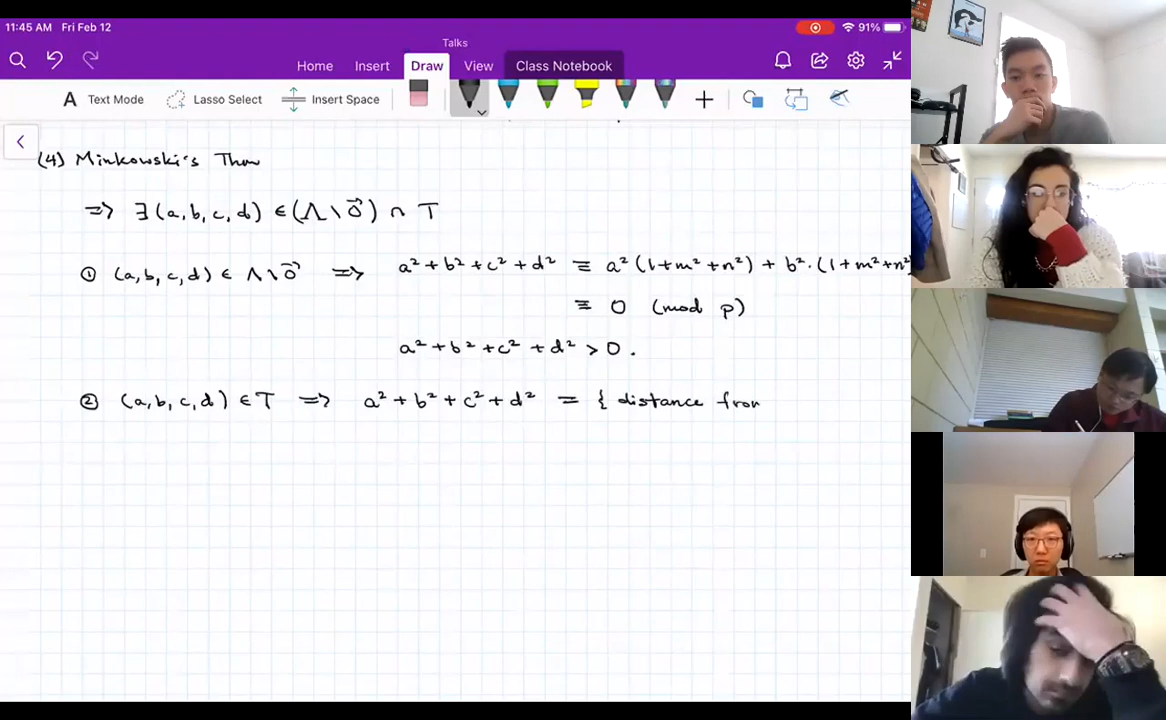 11:45 AM Fri Feb 12
91%
Talks
Home Insert Draw View Class Notebook
Text Mode Lasso Select Insert Space
(4) Minkowski's Thm
⇒ ∃ (a, b, c, d) ∈ (Λ \ 0⃗) ∩ T
① (a, b, c, d) ∈ Λ \ 0⃗ ⇒ a² + b² + c² + d² ≡ a² (1+m²+n²) + b² · (1+m²+n²
≡ 0 (mod p)
a² + b² + c² + d² > 0 .
② (a, b, c, d) ∈ T ⇒ a² + b² + c² + d² = { distance from